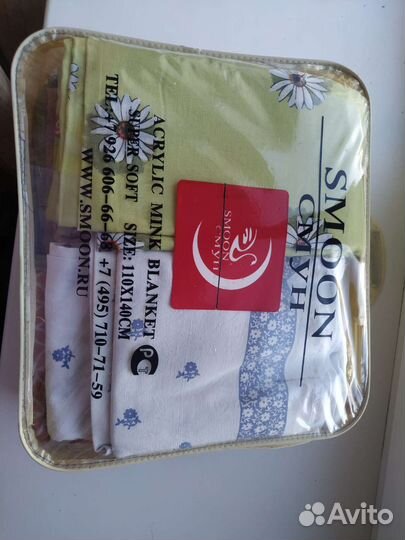 SMOON
СМУН
SMOON
СМУН
ACRYLIC MINK BLANKET
SUPER SOFT SIZE: 110X140CM
+7 (495) 710-71-59
WWW.SMOON.RU
РСТ
Avito